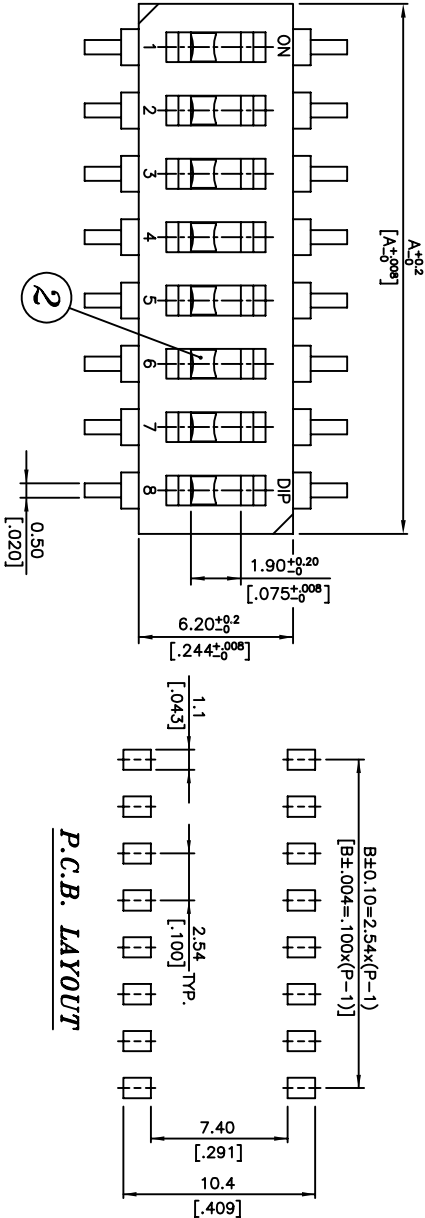 A+0.2 -0
[A+.008 -0]
ON
DIP
1
2
3
4
5
6
7
8
2
0.50
[.020]
1.90+0.20 -0
[.075+.008 -0]
6.20+0.2 -0
[.244+.008 -0]
B±0.10=2.54x(P-1)
[B±.004=.100x(P-1)]
1.1
[.043]
2.54
[.100]
TYP.
7.40
[.291]
10.4
[.409]
P.C.B. LAYOUT